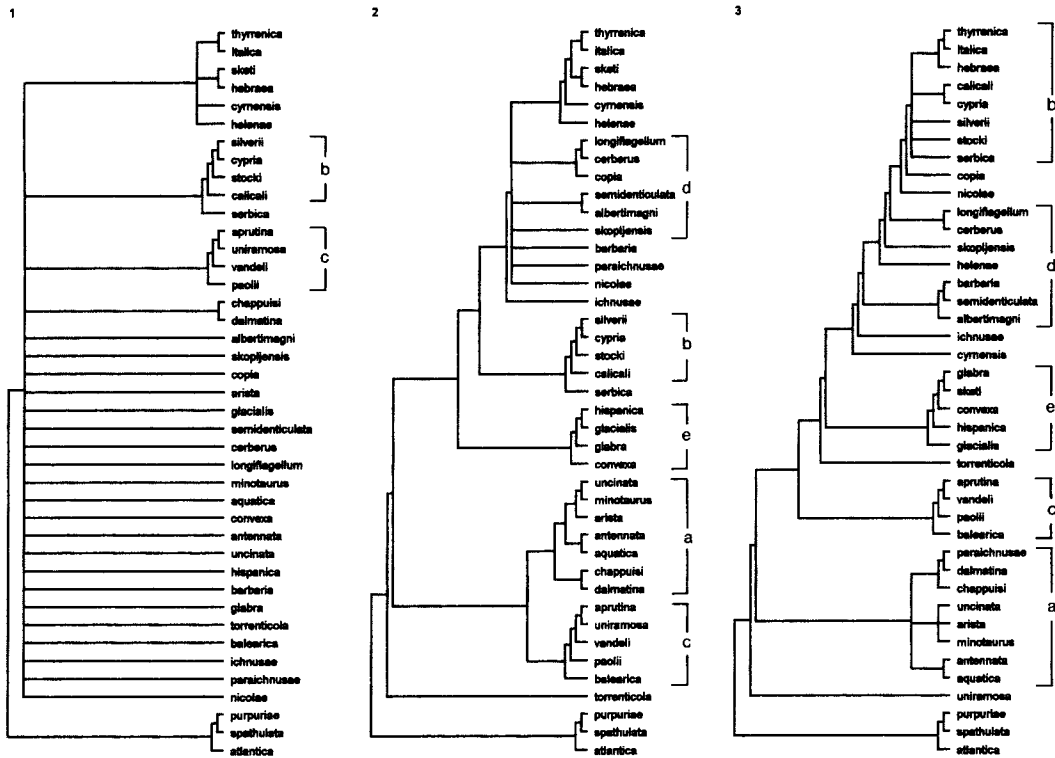 1
thyrrenica
italica
sketi
hebraea
cyrnensis
helenae
silverii
cypria
stocki
calicali
serbica
b
aprutina
uniramosa
vandeli
paolii
c
chappuisi
dalmatina
albertimagni
skopljensis
copia
arista
glacialis
semidenticulata
cerberus
longiflagellum
minotaurus
aquatica
convexa
antennata
uncinata
hispanica
barbaria
glabra
torrenticola
balearica
ichnusae
paraichnusae
nicolae
purpuriae
spathulata
atlantica
2
thyrrenica
italica
sketi
hebraea
cyrnensis
helenae
longiflagellum
cerberus
copia
semidenticulata
albertimagni
skopljensis
d
barbaria
paraichnusae
nicolae
ichnusae
silverii
cypria
stocki
calicali
b
serbica
hispanica
glacialis
glabra
convexa
e
uncinata
minotaurus
arista
antennata
aquatica
chappuisi
dalmatina
a
aprutina
uniramosa
vandeli
paolii
balearica
c
torrenticola
purpuriae
spathulata
atlantica
3
thyrrenica
italica
hebraea
calicali
cypria
silverii
stocki
serbica
b
copia
nicolae
longiflagellum
cerberus
skopljensis
helenae
barbaria
semidenticulata
albertimagni
d
ichnusae
cyrnensis
glabra
sketi
convexa
hispanica
glacialis
e
torrenticola
aprutina
vandeli
paolii
balearica
c
paraichnusae
dalmatina
chappuisi
uncinata
arista
minotaurus
antennata
aquatica
a
uniramosa
purpuriae
spathulata
atlantica